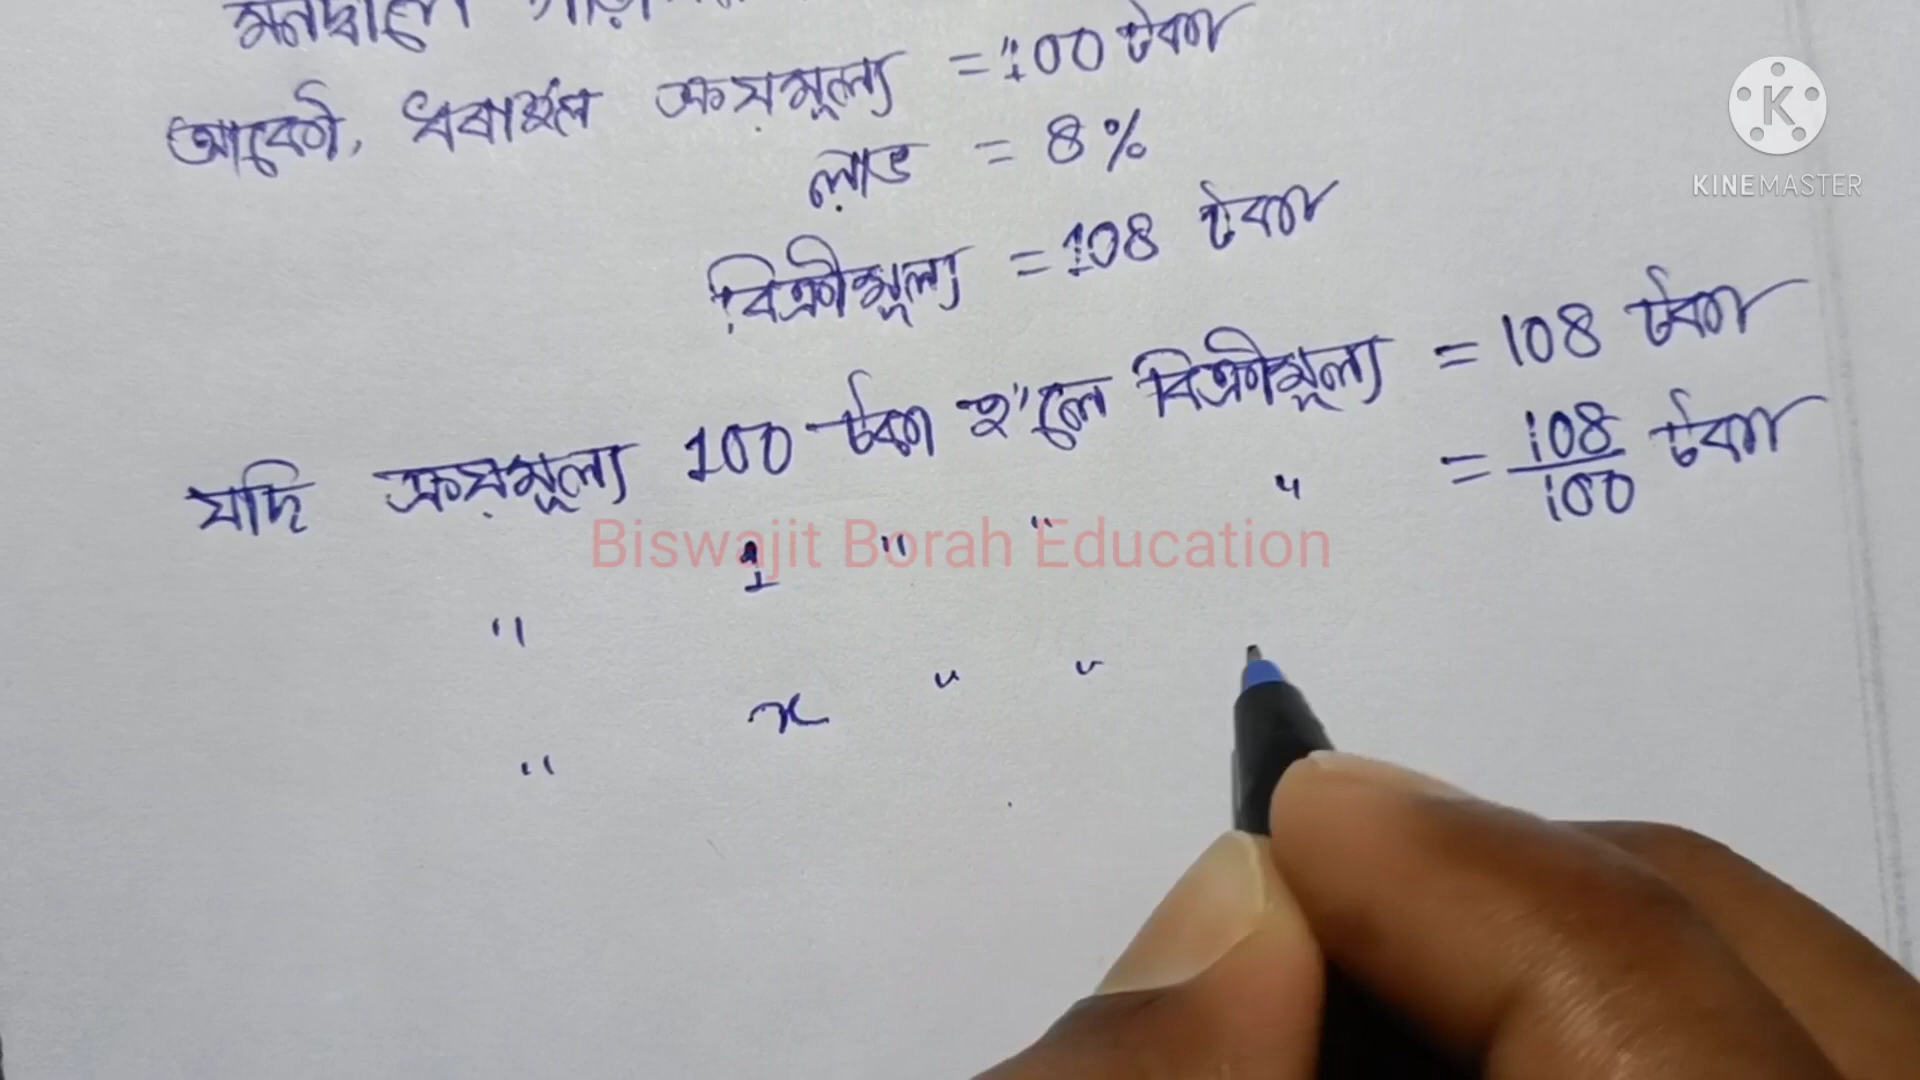 আকৌ, ধৰাহ'ল ক্ৰয়মূল্য = 100 টকা
লাভ = 8%
বিক্ৰীমূল্য = 108 টকা
যদি ক্ৰয়মূল্য 100 টকা হ'লে বিক্ৰীমূল্য = 108 টকা
" 1 " " " = 108/100 টকা
" x " "
Biswajit Borah Education
KINEMASTER